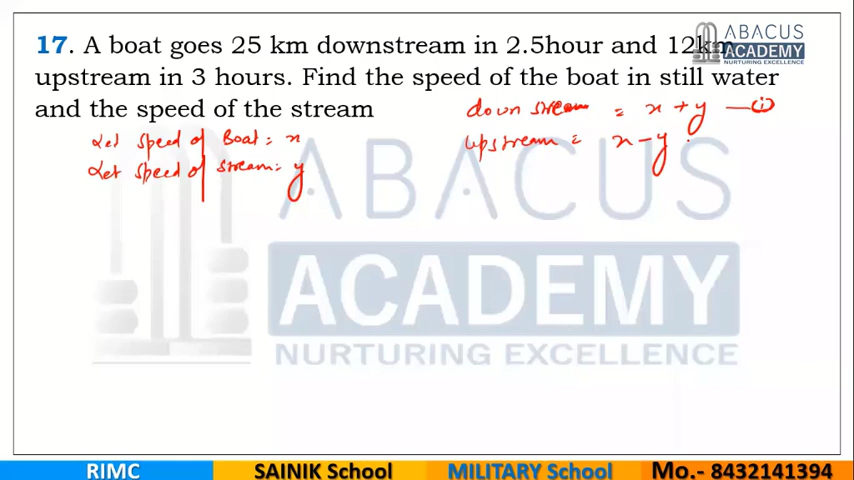 17. A boat goes 25 km downstream in 2.5hour and 12km
upstream in 3 hours. Find the speed of the boat in still water
and the speed of the stream
ABACUS
ACADEMY
NURTURING EXCELLENCE
down stream = x + y —(i)
upstream = x - y
Let speed of Boat = x
Let speed of stream = y
ABACUS
ACADEMY
NURTURING EXCELLENCE
RIMC SAINIK School MILITARY School Mo.- 8432141394